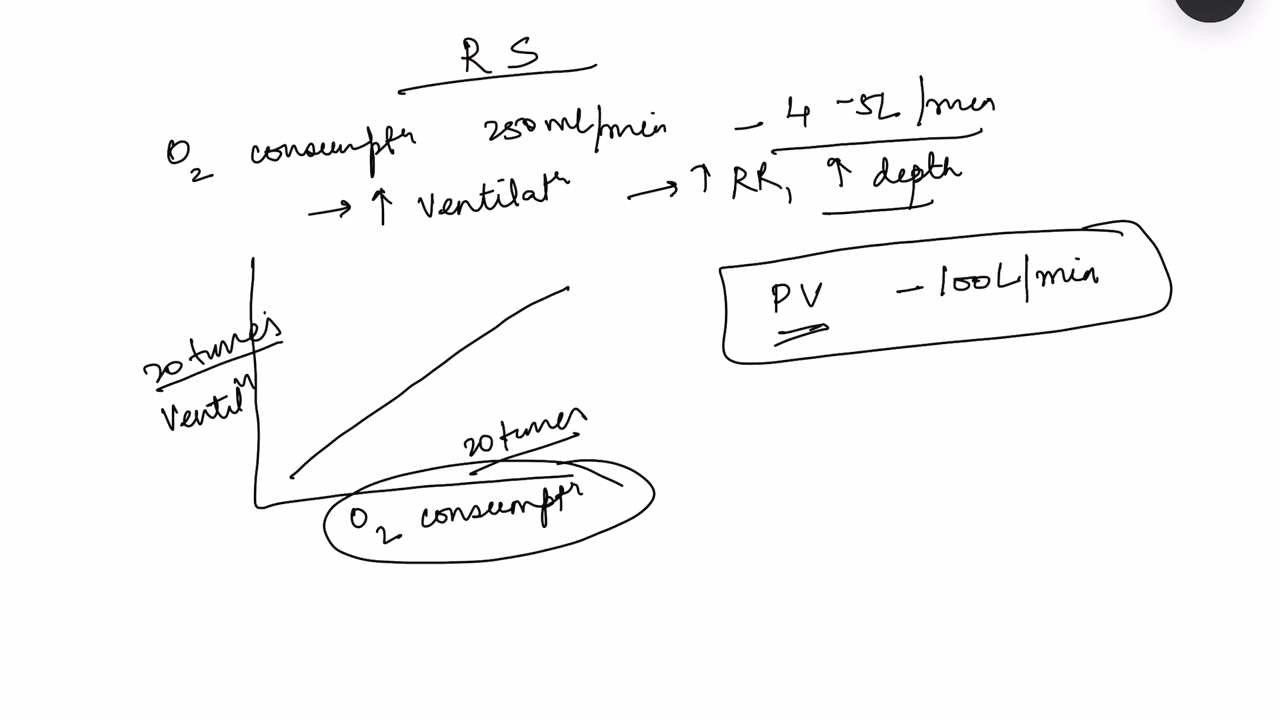 R S
O2 consumptn 250 ml/min - 4 - 5L/min
→ ↑ Ventilatn → ↑ RR, ↑ depth
PV - 100L/min
20 times
Ventiln
20 times
O2 consumptn